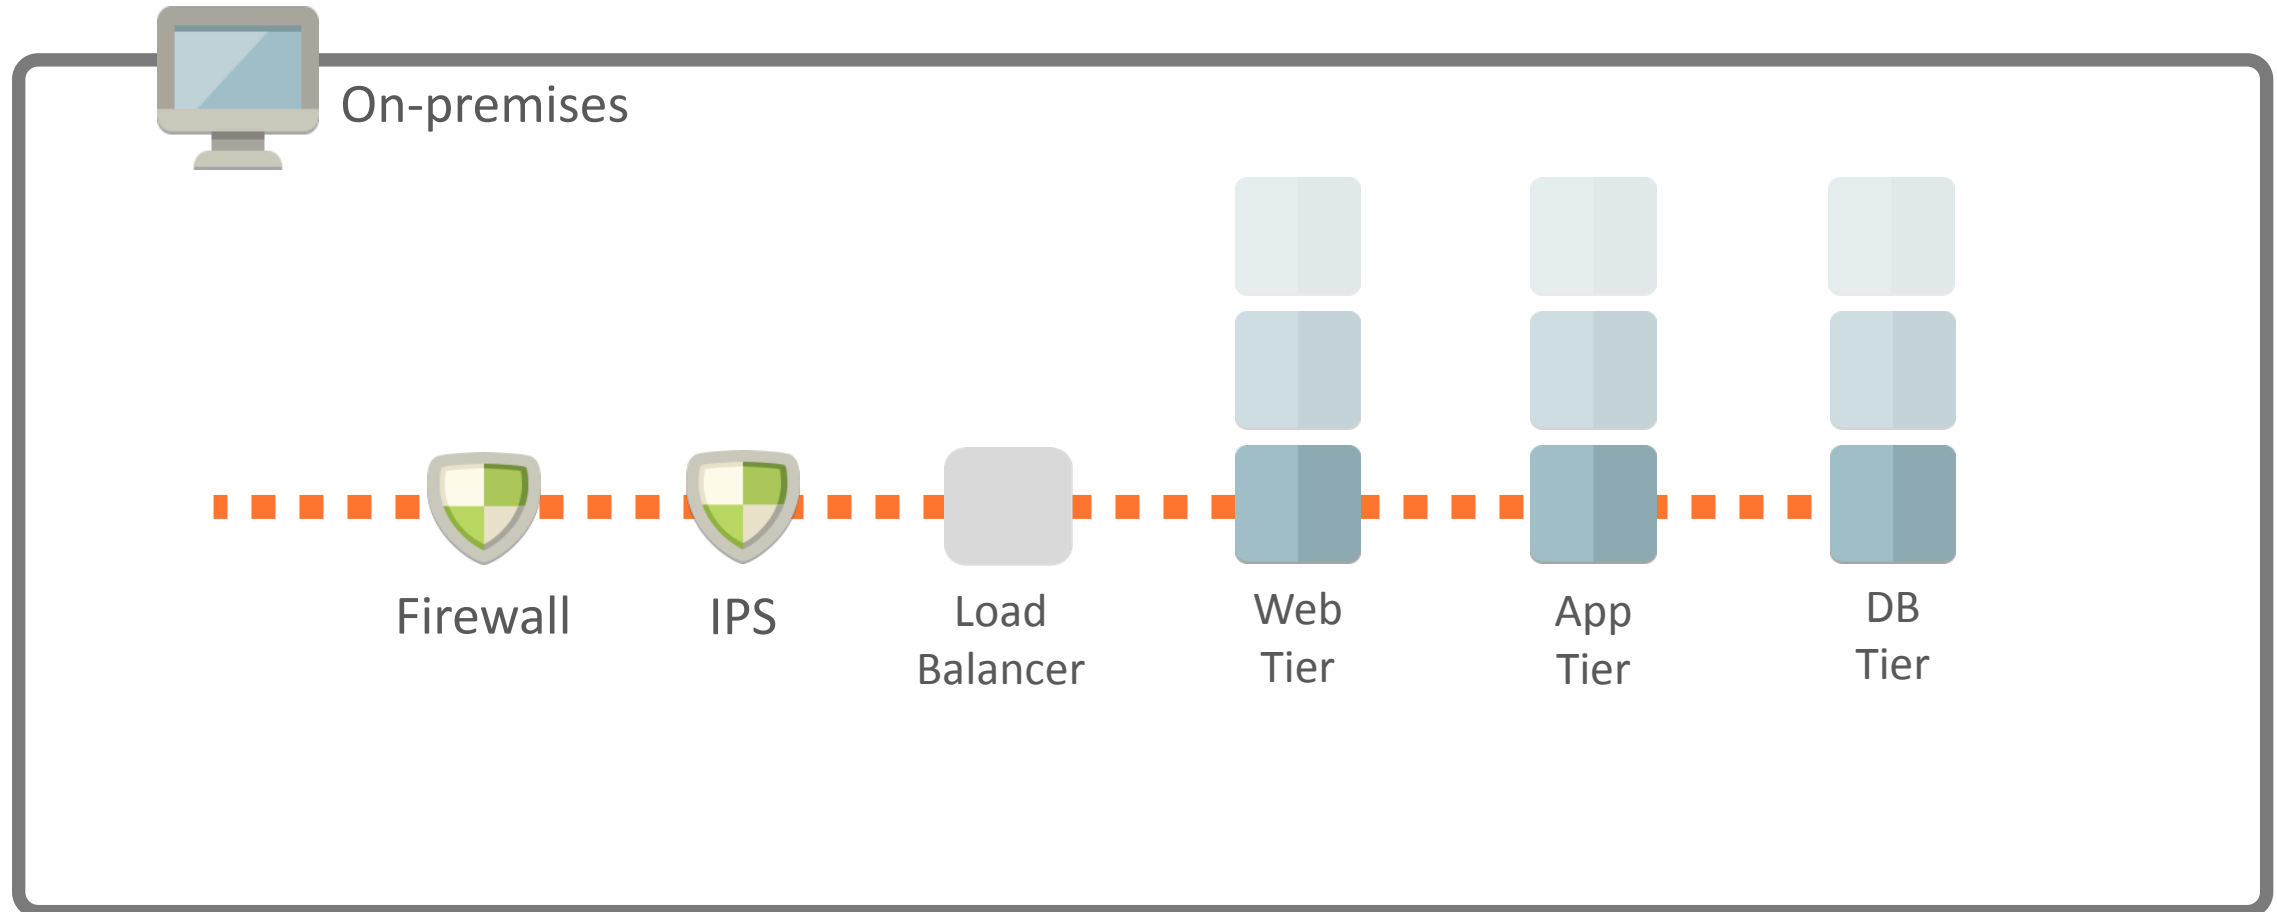 On-premises
Firewall
IPS
Load
Balancer
Web
Tier
App
Tier
DB
Tier